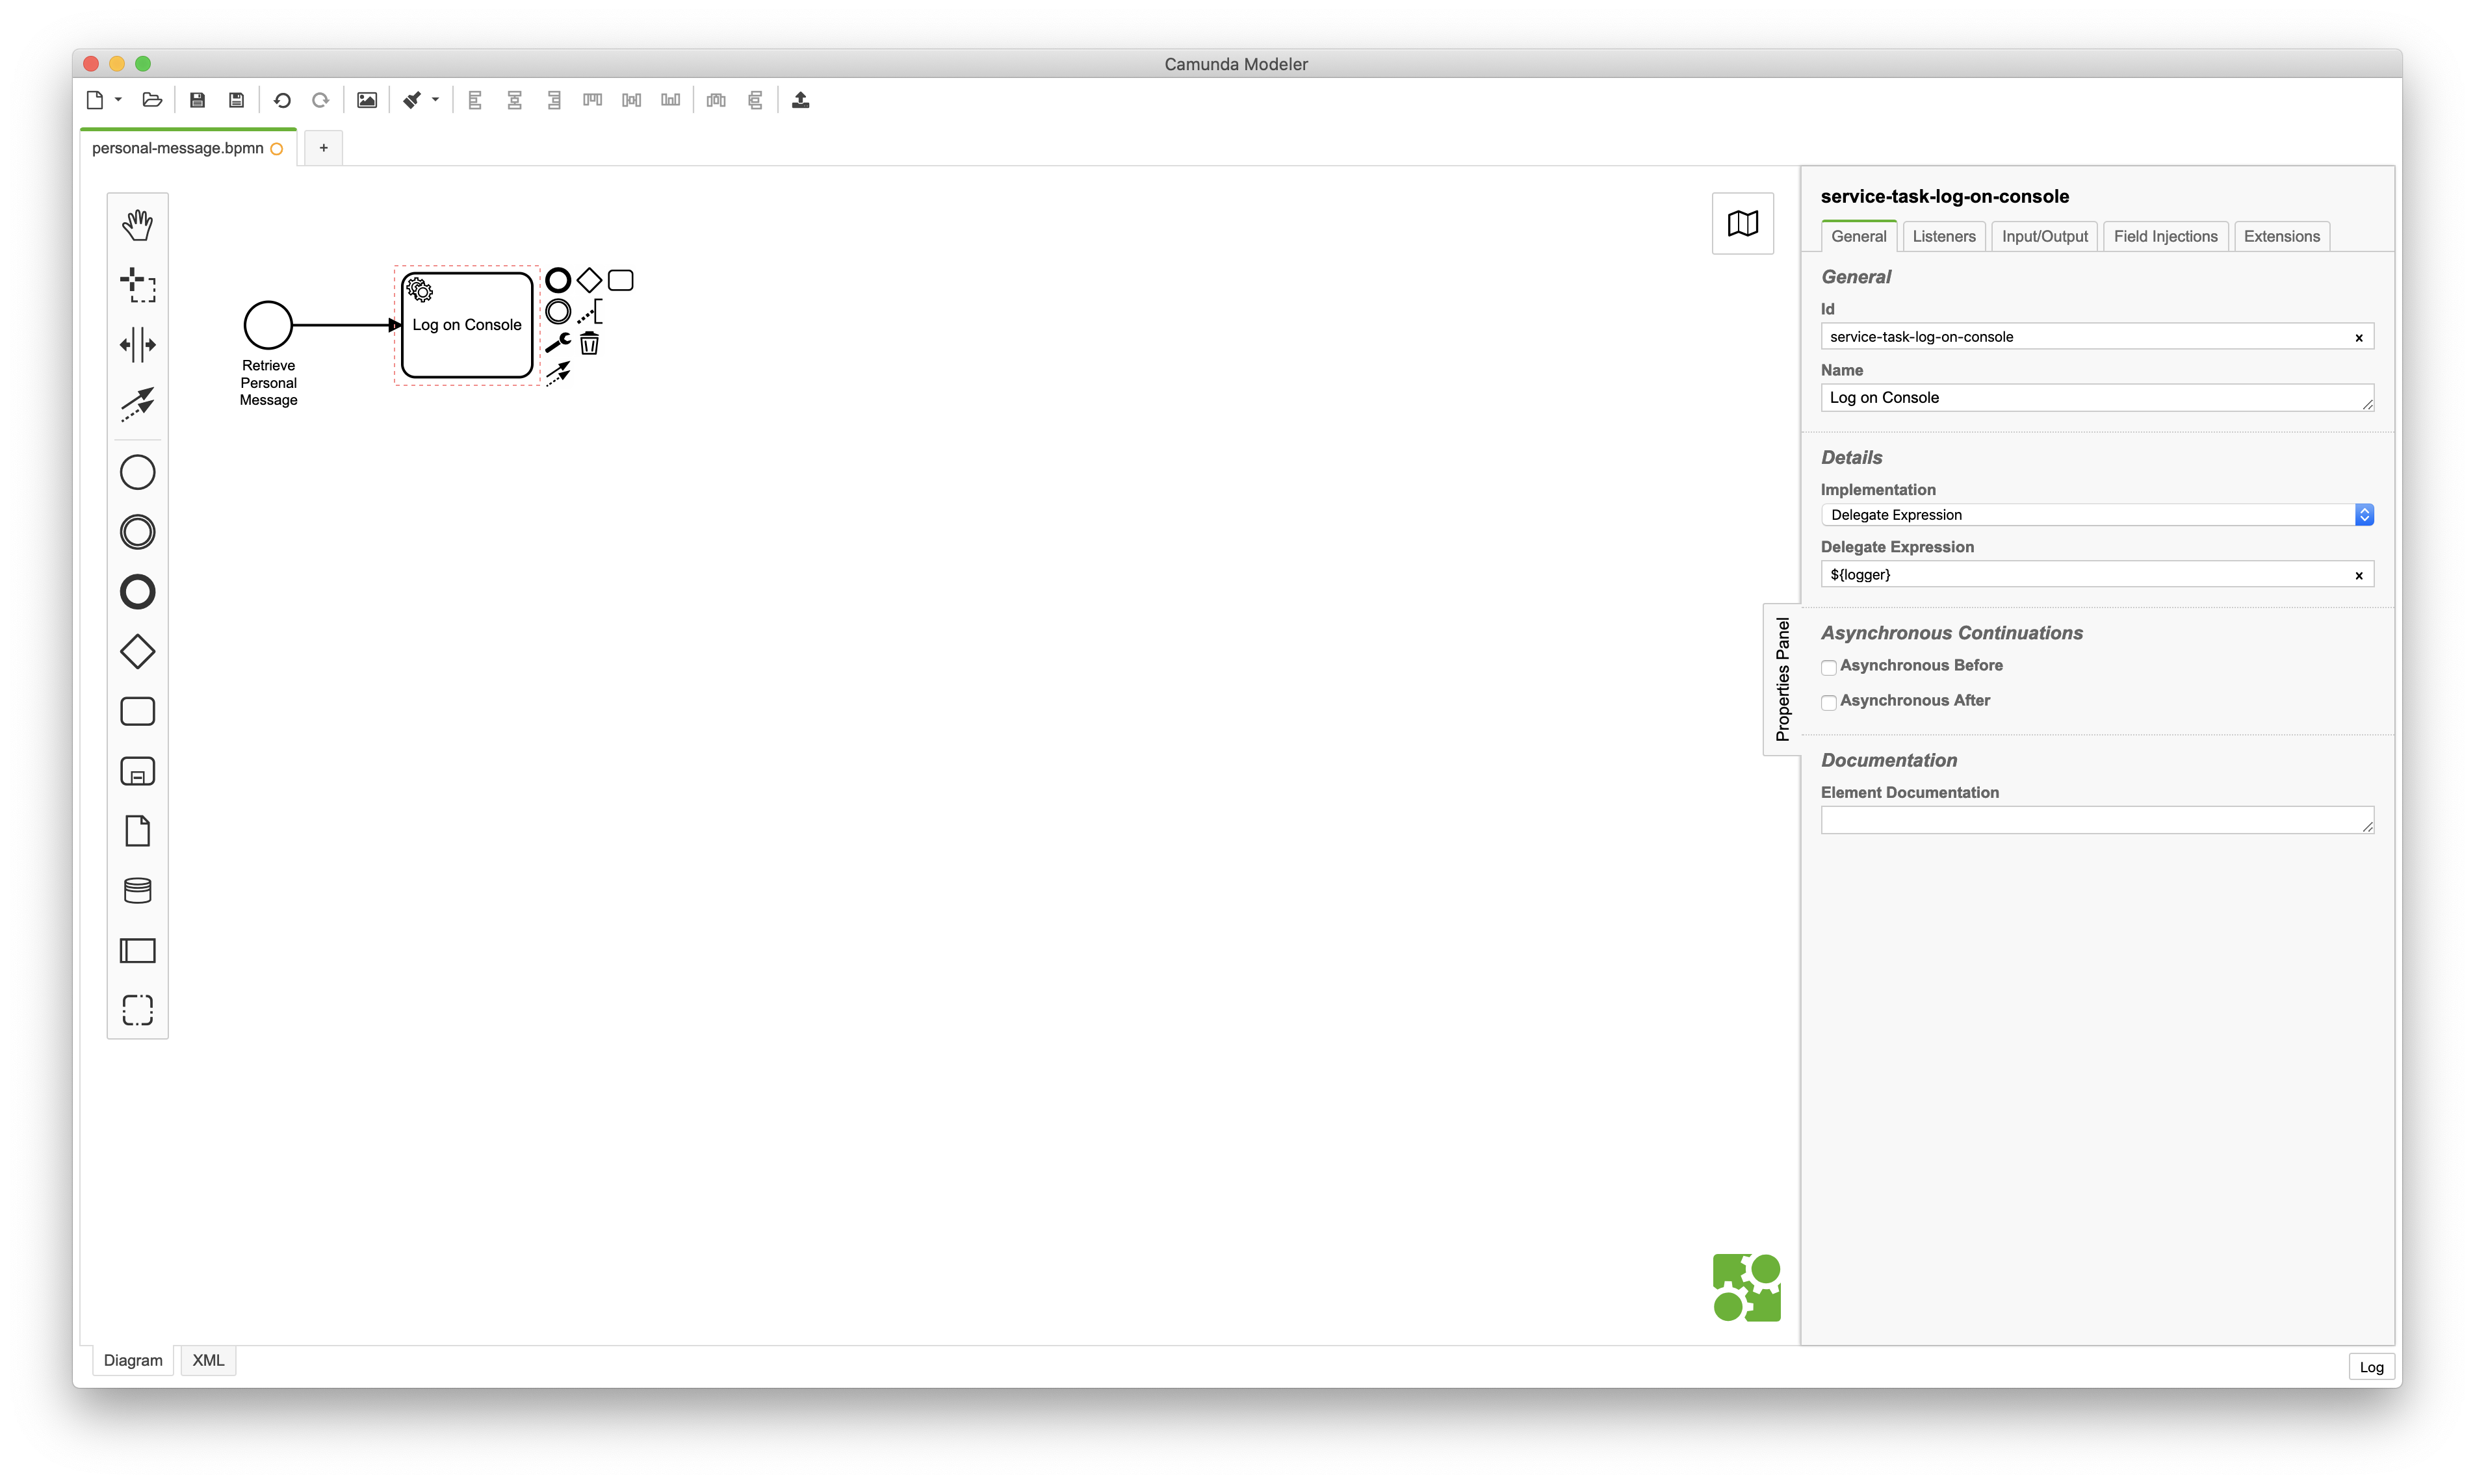 Camunda Modeler
personal-message.bpmn
+
Retrieve
Personal
Message
Log on Console
Properties Panel
service-task-log-on-console
General Listeners Input/Output Field Injections Extensions
General
Id
service-task-log-on-console
Name
Log on Console
Details
Implementation
Delegate Expression
Delegate Expression
${logger}
Asynchronous Continuations
Asynchronous Before
Asynchronous After
Documentation
Element Documentation
Diagram XML
Log